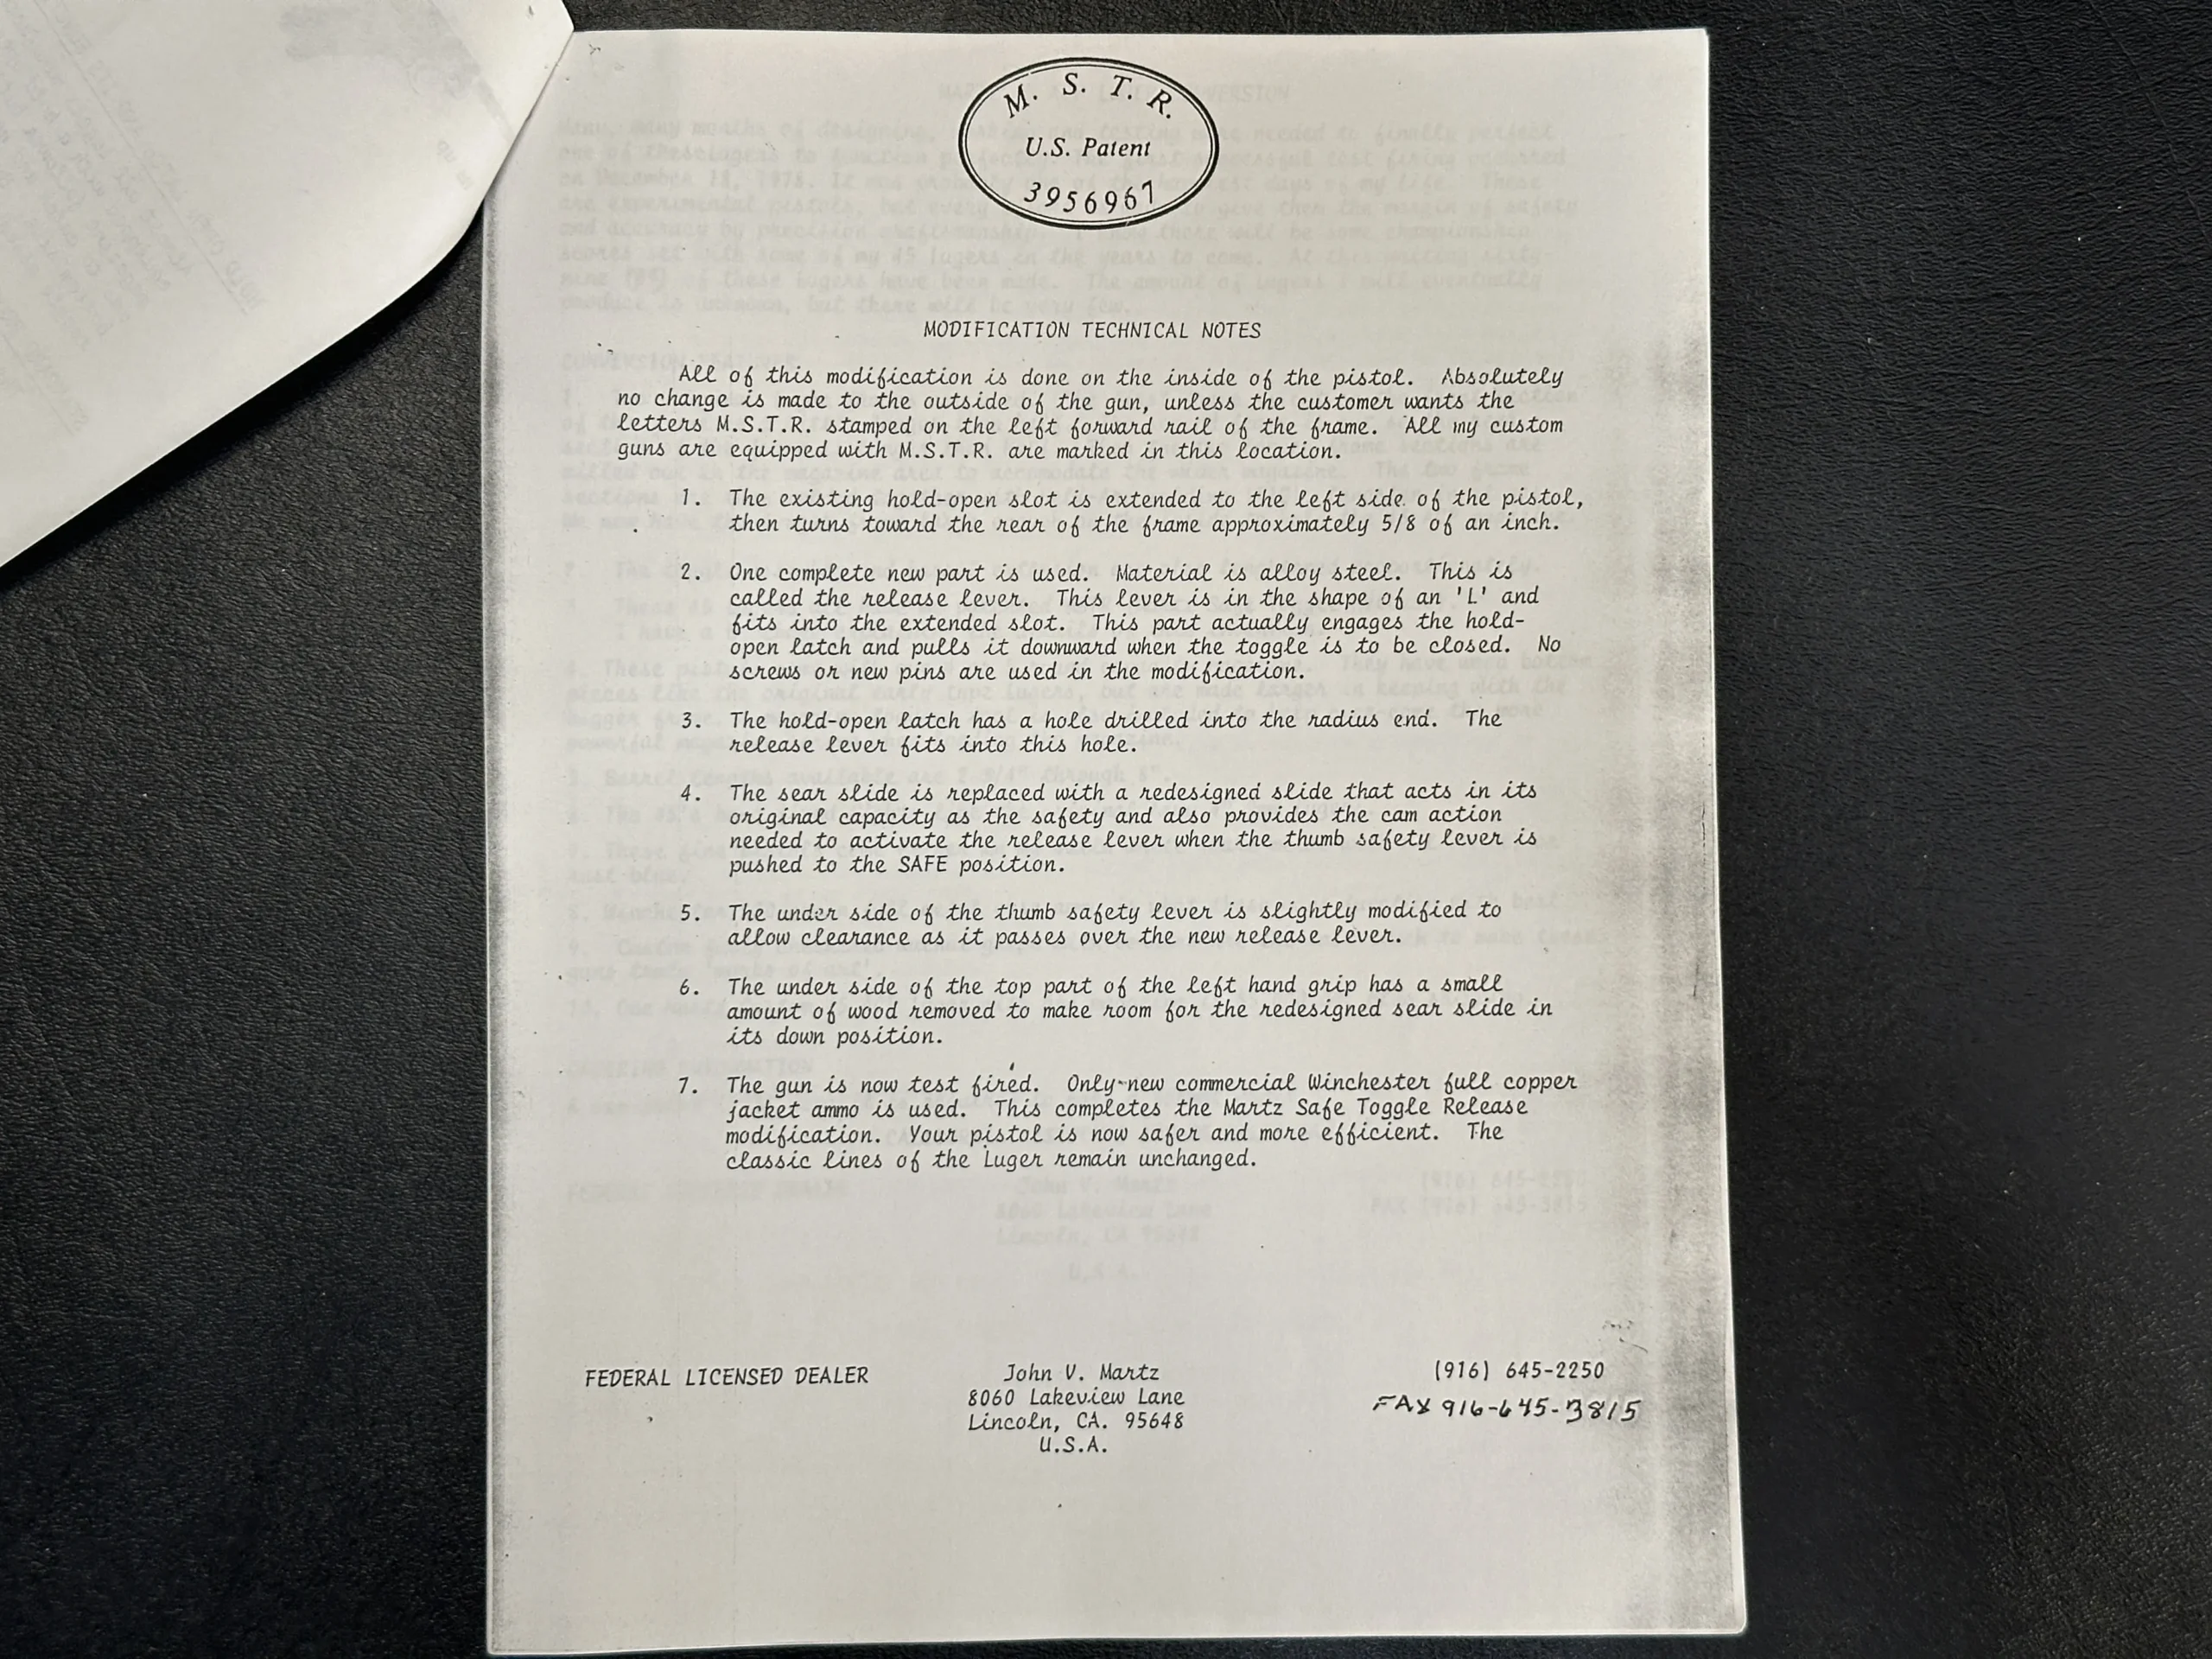 M. S. T. R.
U.S. Patent
3956967
MODIFICATION TECHNICAL NOTES
All of this modification is done on the inside of the pistol. Absolutely
no change is made to the outside of the gun, unless the customer wants the
letters M.S.T.R. stamped on the left forward rail of the frame. All my custom
guns are equipped with M.S.T.R. are marked in this location.
1. The existing hold-open slot is extended to the left side of the pistol,
then turns toward the rear of the frame approximately 5/8 of an inch.
2. One complete new part is used. Material is alloy steel. This is
called the release lever. This lever is in the shape of an 'L' and
fits into the extended slot. This part actually engages the hold-
open latch and pulls it downward when the toggle is to be closed. No
screws or new pins are used in the modification.
3. The hold-open latch has a hole drilled into the radius end. The
release lever fits into this hole.
4. The sear slide is replaced with a redesigned slide that acts in its
original capacity as the safety and also provides the cam action
needed to activate the release lever when the thumb safety lever is
pushed to the SAFE position.
5. The under side of the thumb safety lever is slightly modified to
allow clearance as it passes over the new release lever.
6. The under side of the top part of the left hand grip has a small
amount of wood removed to make room for the redesigned sear slide in
its down position.
7. The gun is now test fired. Only new commercial Winchester full copper
jacket ammo is used. This completes the Martz Safe Toggle Release
modification. Your pistol is now safer and more efficient. The
classic lines of the Luger remain unchanged.
FEDERAL LICENSED DEALER
John V. Martz
8060 Lakeview Lane
Lincoln, CA. 95648
U.S.A.
(916) 645-2250
FAX 916-645-3815